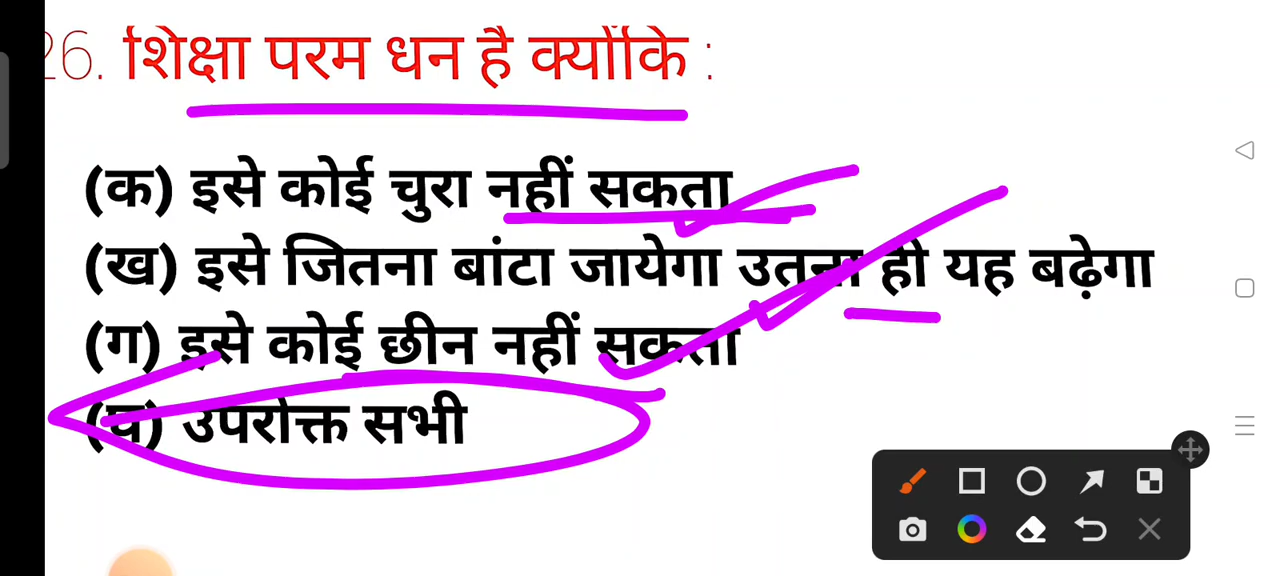 26. शिक्षा परम धन है क्योंकि :
(क) इसे कोई चुरा नहीं सकता
(ख) इसे जितना बांटा जायेगा उतना ही यह बढ़ेगा
(ग) इसे कोई छीन नहीं सकता
(घ) उपरोक्त सभी